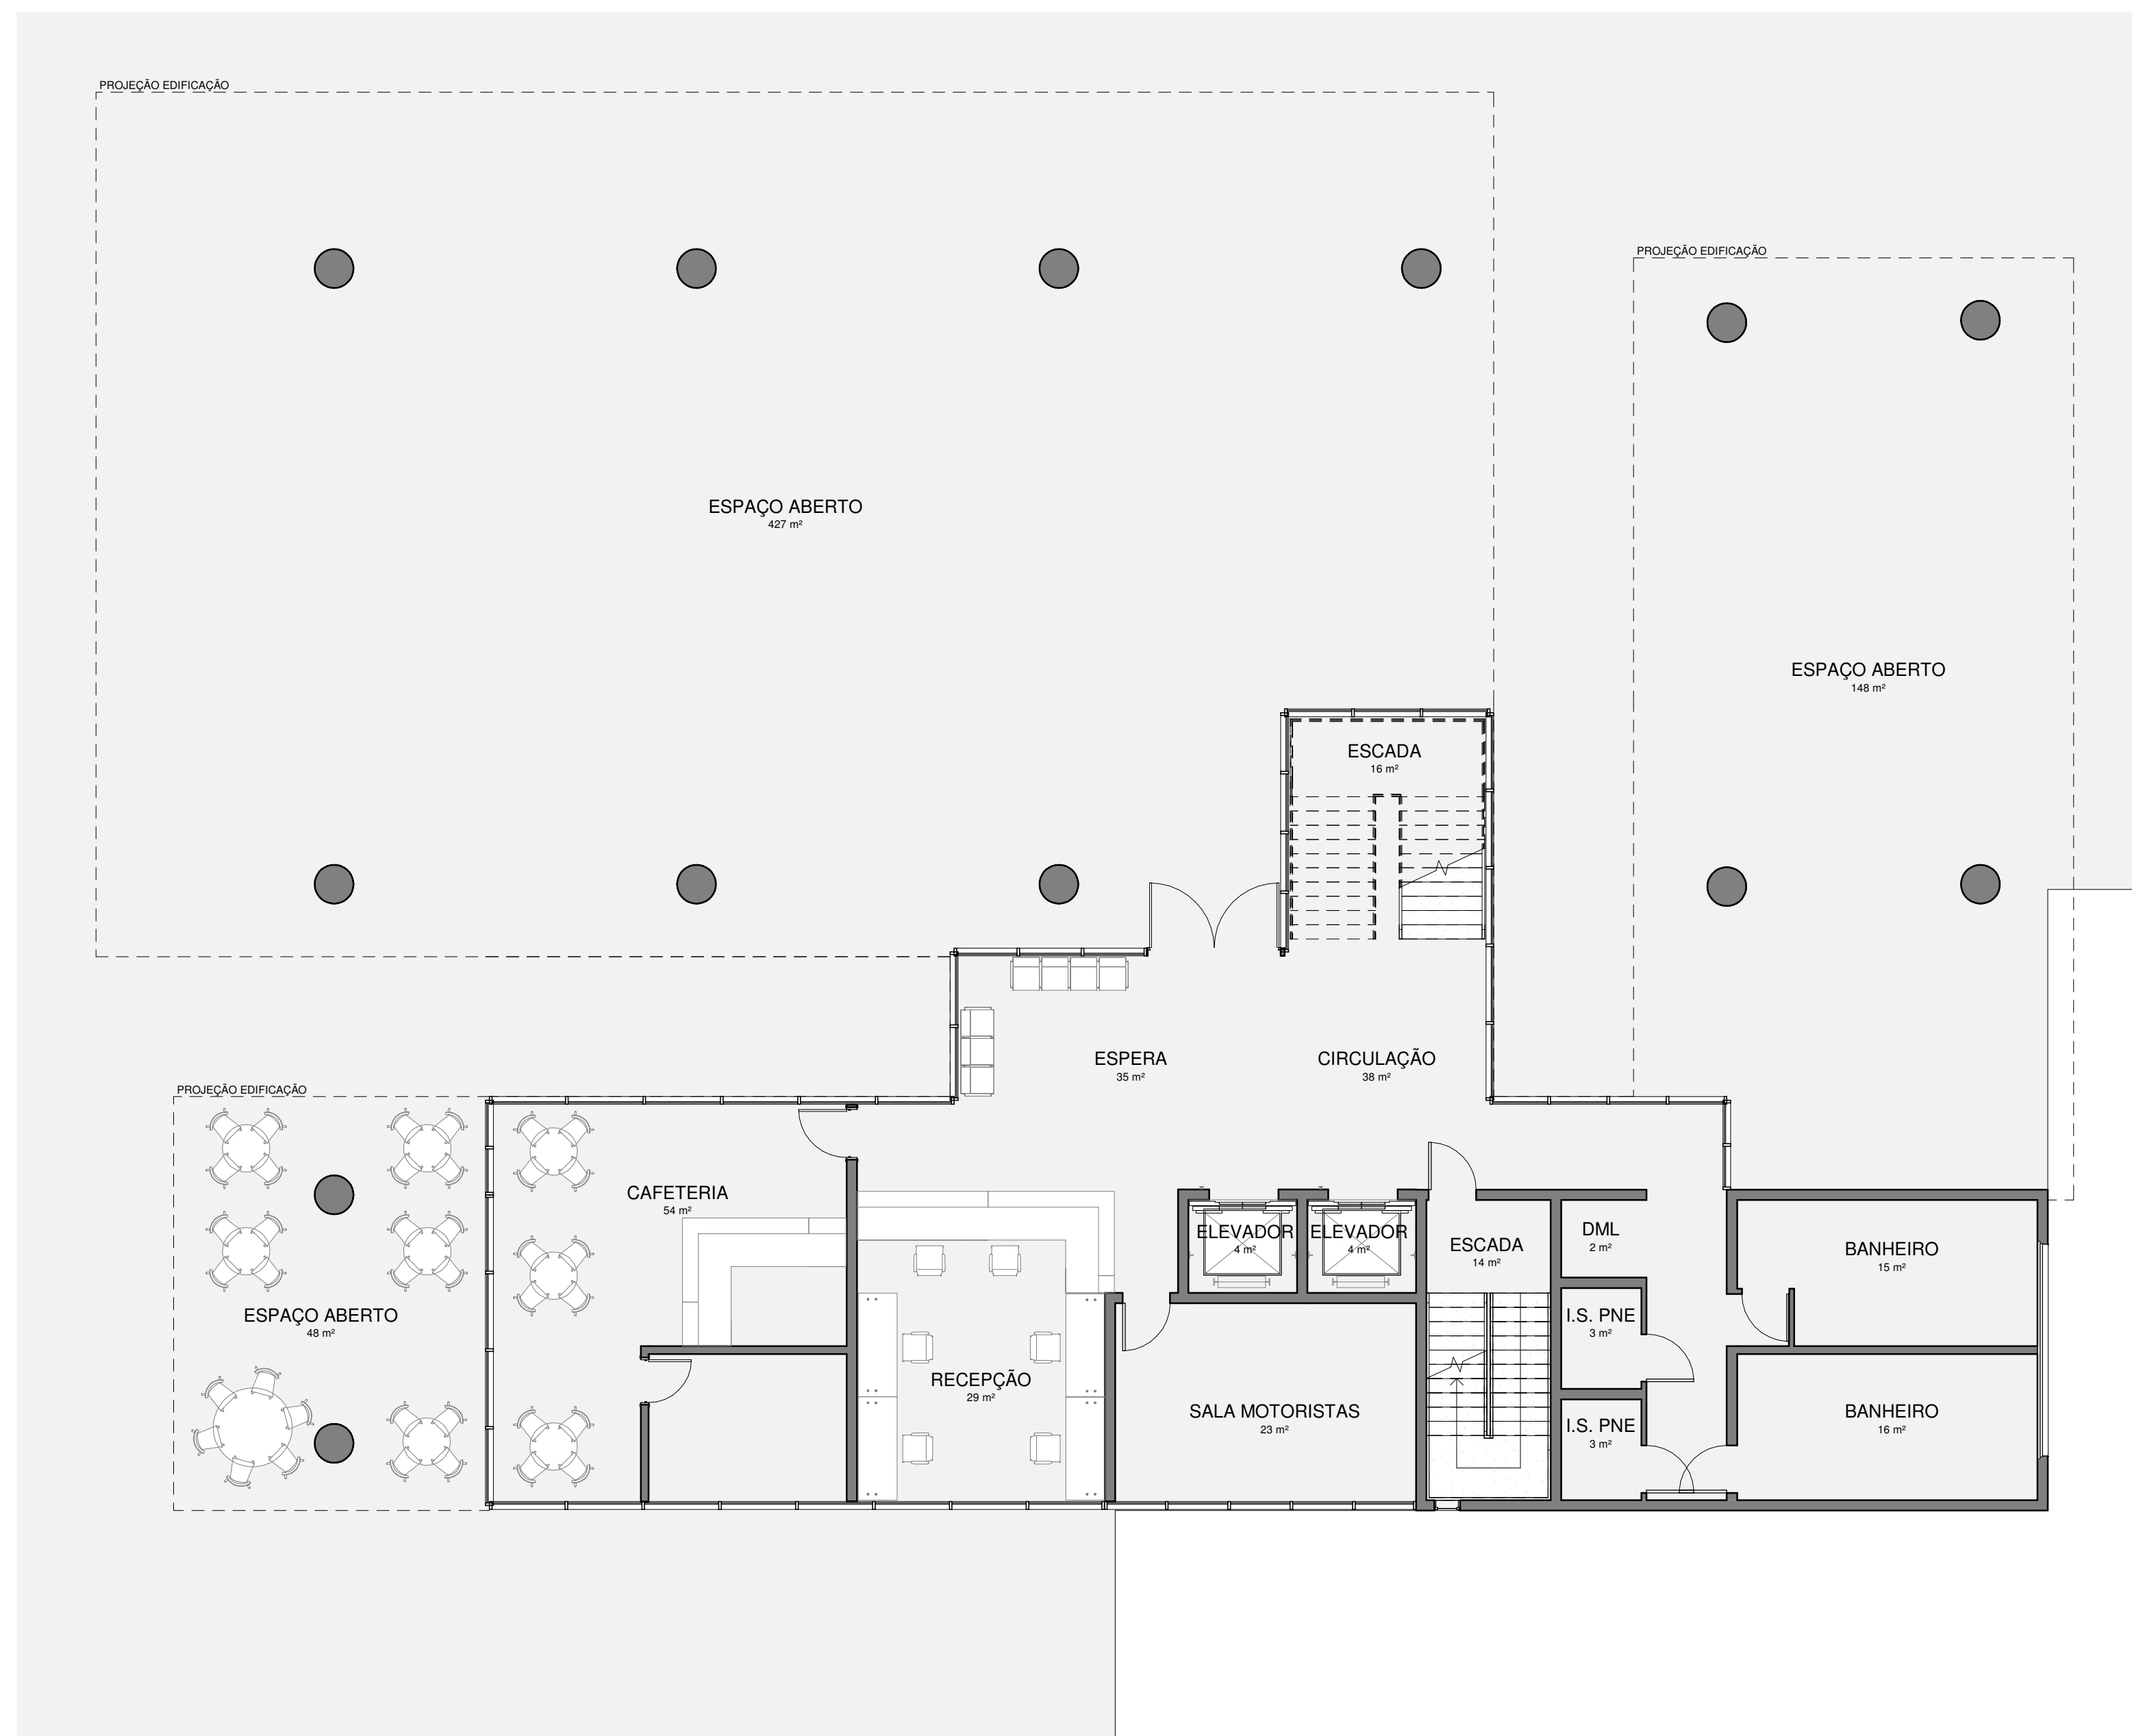 PROJEÇÃO EDIFICAÇÃO
PROJEÇÃO EDIFICAÇÃO
ESPAÇO ABERTO
427 m²
ESPAÇO ABERTO
148 m²
ESCADA
16 m²
ESPERA
35 m²
CIRCULAÇÃO
38 m²
PROJEÇÃO EDIFICAÇÃO
CAFETERIA
54 m²
ELEVADOR
4 m²
ELEVADOR
4 m²
ESCADA
14 m²
DML
2 m²
BANHEIRO
15 m²
ESPAÇO ABERTO
48 m²
I.S. PNE
3 m²
RECEPÇÃO
29 m²
SALA MOTORISTAS
23 m²
I.S. PNE
3 m²
BANHEIRO
16 m²